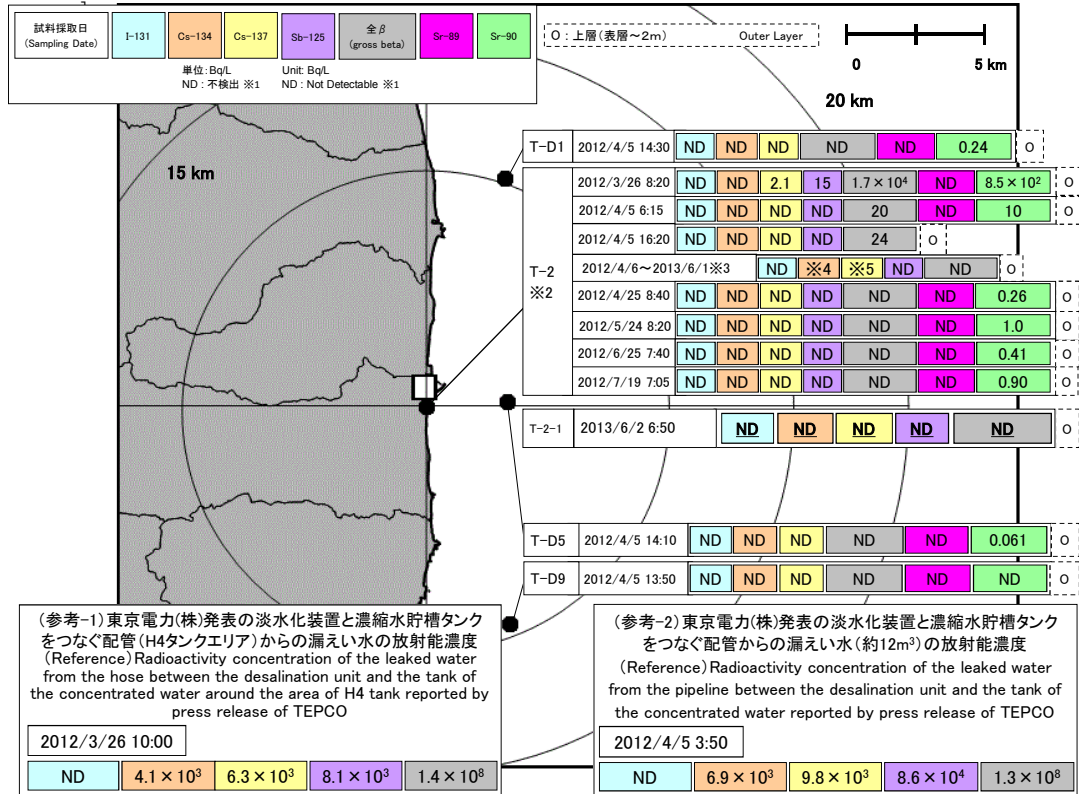 試料採取日
(Sampling Date)
I-131
Cs-134
Cs-137
Sb-125
全β
(gross beta)
Sr-89
Sr-90
単位:Bq/L Unit: Bq/L
ND : 不検出 ※1 ND : Not Detectable ※1
O : 上層(表層～2m) Outer Layer
0 5 km
20 km
15 km
T-D1 2012/4/5 14:30 ND ND ND ND ND 0.24 O
T-2
※2
2012/3/26 8:20 ND ND 2.1 15 1.7×10⁴ ND 8.5×10² O
2012/4/5 6:15 ND ND ND ND 20 ND 10 O
2012/4/5 16:20 ND ND ND ND 24 O
2012/4/6～2013/6/1※3 ND ※4 ※5 ND ND O
2012/4/25 8:40 ND ND ND ND ND ND 0.26 O
2012/5/24 8:20 ND ND ND ND ND ND 1.0 O
2012/6/25 7:40 ND ND ND ND ND ND 0.41 O
2012/7/19 7:05 ND ND ND ND ND ND 0.90 O
T-2-1 2013/6/2 6:50 ND ND ND ND ND O
T-D5 2012/4/5 14:10 ND ND ND ND ND 0.061 O
T-D9 2012/4/5 13:50 ND ND ND ND ND ND O
(参考-1)東京電力(株)発表の淡水化装置と濃縮水貯槽タンク
をつなぐ配管(H4タンクエリア)からの漏えい水の放射能濃度
(Reference)Radioactivity concentration of the leaked water
from the hose between the desalination unit and the tank of
the concentrated water around the area of H4 tank reported by
press release of TEPCO
2012/3/26 10:00
ND 4.1×10³ 6.3×10³ 8.1×10³ 1.4×10⁸
(参考-2)東京電力(株)発表の淡水化装置と濃縮水貯槽タンク
をつなぐ配管からの漏えい水(約12m³)の放射能濃度
(Reference)Radioactivity concentration of the leaked water
from the pipeline between the desalination unit and the tank of
the concentrated water reported by press release of TEPCO
2012/4/5 3:50
ND 6.9×10³ 9.8×10³ 8.6×10⁴ 1.3×10⁸